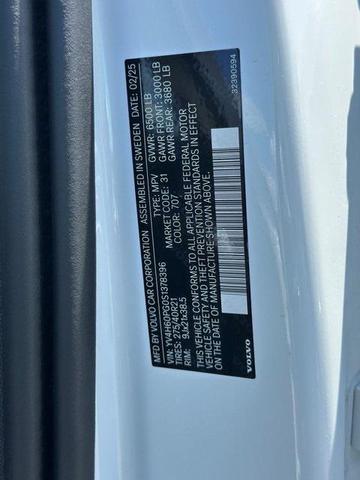 MFD BY: VOLVO CAR CORPORATION ASSEMBLED IN SWEDEN DATE: 02/25
VIN: YV4H60PG0S1378396 TYPE: MPV GVWR: 6500 LB
TIRES: 275/40R21 MARKET CODE: 31 GAWR FRONT: 3000 LB
RIM: 9Jx21x38.5 COLOR: 707 GAWR REAR: 3680 LB
THIS VEHICLE CONFORMS TO ALL APPLICABLE FEDERAL MOTOR
VEHICLE SAFETY AND THEFT PREVENTION STANDARDS IN EFFECT
ON THE DATE OF MANUFACTURE SHOWN ABOVE.
VOLVO
32390594